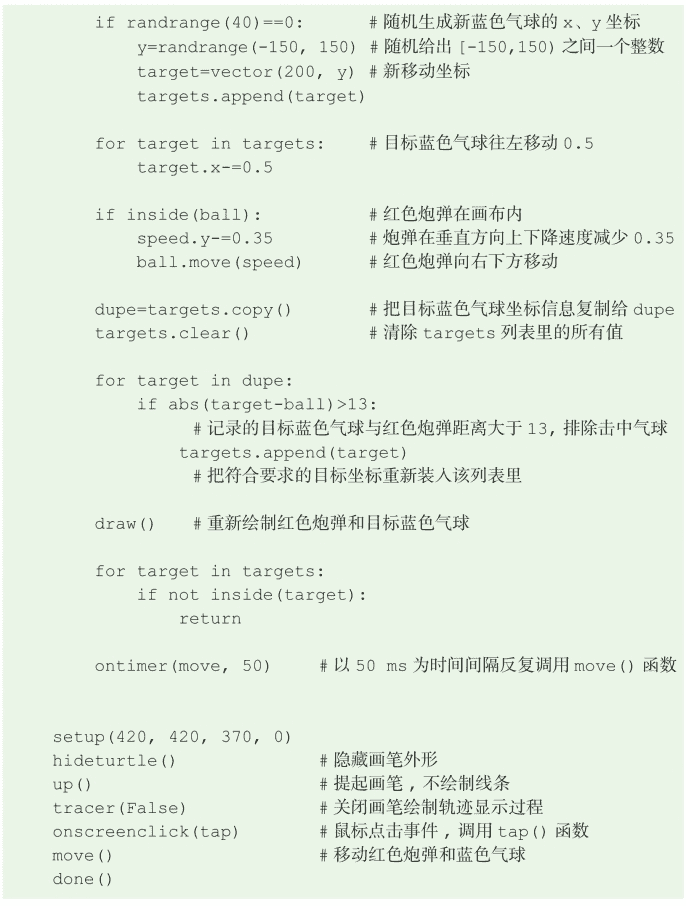 if randrange(40)==0: #随机生成新蓝色气球的 x、y 坐标
y=randrange(-150, 150) #随机给出 [-150,150) 之间一个整数
target=vector(200, y) #新移动坐标
targets.append(target)
for target in targets: #目标蓝色气球往左移动 0.5
target.x-=0.5
if inside(ball): #红色炮弹在画布内
speed.y-=0.35 #炮弹在垂直方向上下降速度减少 0.35
ball.move(speed) #红色炮弹向右下方移动
dupe=targets.copy() #把目标蓝色气球坐标信息复制给 dupe
targets.clear() #清除 targets 列表里的所有值
for target in dupe:
if abs(target-ball)>13:
#记录的目标蓝色气球与红色炮弹距离大于 13, 排除击中气球
targets.append(target)
#把符合要求的目标坐标重新装入该列表里
draw() #重新绘制红色炮弹和目标蓝色气球
for target in targets:
if not inside(target):
return
ontimer(move, 50) #以 50 ms 为时间间隔反复调用 move() 函数
setup(420, 420, 370, 0)
hideturtle() #隐藏画笔外形
up() #提起画笔，不绘制线条
tracer(False) #关闭画笔绘制轨迹显示过程
onscreenclick(tap) #鼠标点击事件，调用 tap() 函数
move() #移动红色炮弹和蓝色气球
done()